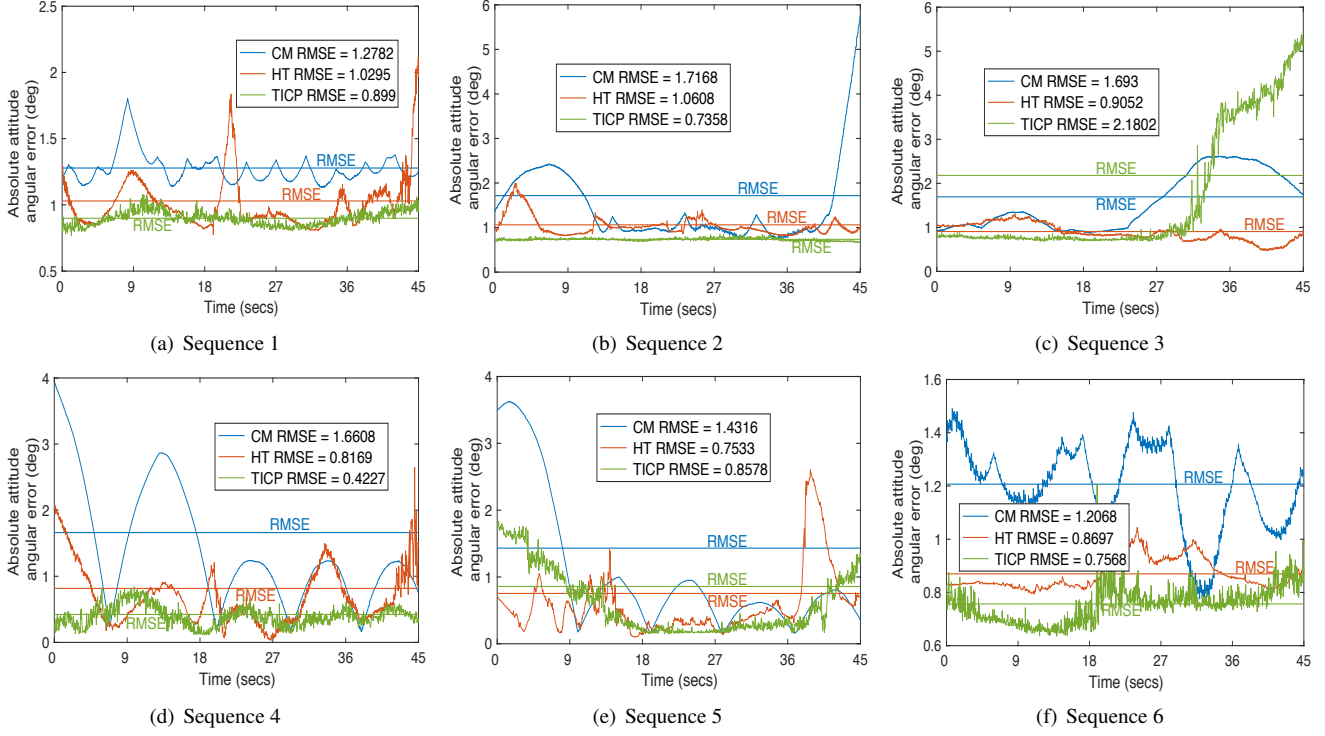 2.5
2
1.5
1
0.5
Absolute attitude
angular error (deg)
CM RMSE = 1.2782
HT RMSE = 1.0295
TICP RMSE = 0.899
RMSE
RMSE
RMSE
0 9 18 27 36 45
Time (secs)
(a) Sequence 1
6
5
4
3
2
1
0
Absolute attitude
angular error (deg)
CM RMSE = 1.7168
HT RMSE = 1.0608
TICP RMSE = 0.7358
RMSE
RMSE
RMSE
0 9 18 27 36 45
Time (secs)
(b) Sequence 2
6
5
4
3
2
1
0
Absolute attitude
angular error (deg)
CM RMSE = 1.693
HT RMSE = 0.9052
TICP RMSE = 2.1802
RMSE
RMSE
RMSE
0 9 18 27 36 45
Time (secs)
(c) Sequence 3
4
3
2
1
0
Absolute attitude
angular error (deg)
CM RMSE = 1.6608
HT RMSE = 0.8169
TICP RMSE = 0.4227
RMSE
RMSE
RMSE
0 9 18 27 36 45
Time (secs)
(d) Sequence 4
4
3
2
1
0
Absolute attitude
angular error (deg)
CM RMSE = 1.4316
HT RMSE = 0.7533
TICP RMSE = 0.8578
RMSE
RMSE
RMSE
0 9 18 27 36 45
Time (secs)
(e) Sequence 5
1.6
1.4
1.2
1.0
0.8
0.6
Absolute attitude
angular error (deg)
RMSE
CM RMSE = 1.2068
HT RMSE = 0.8697
TICP RMSE = 0.7568
RMSE
RMSE
0 9 18 27 36 45
Time (secs)
(f) Sequence 6